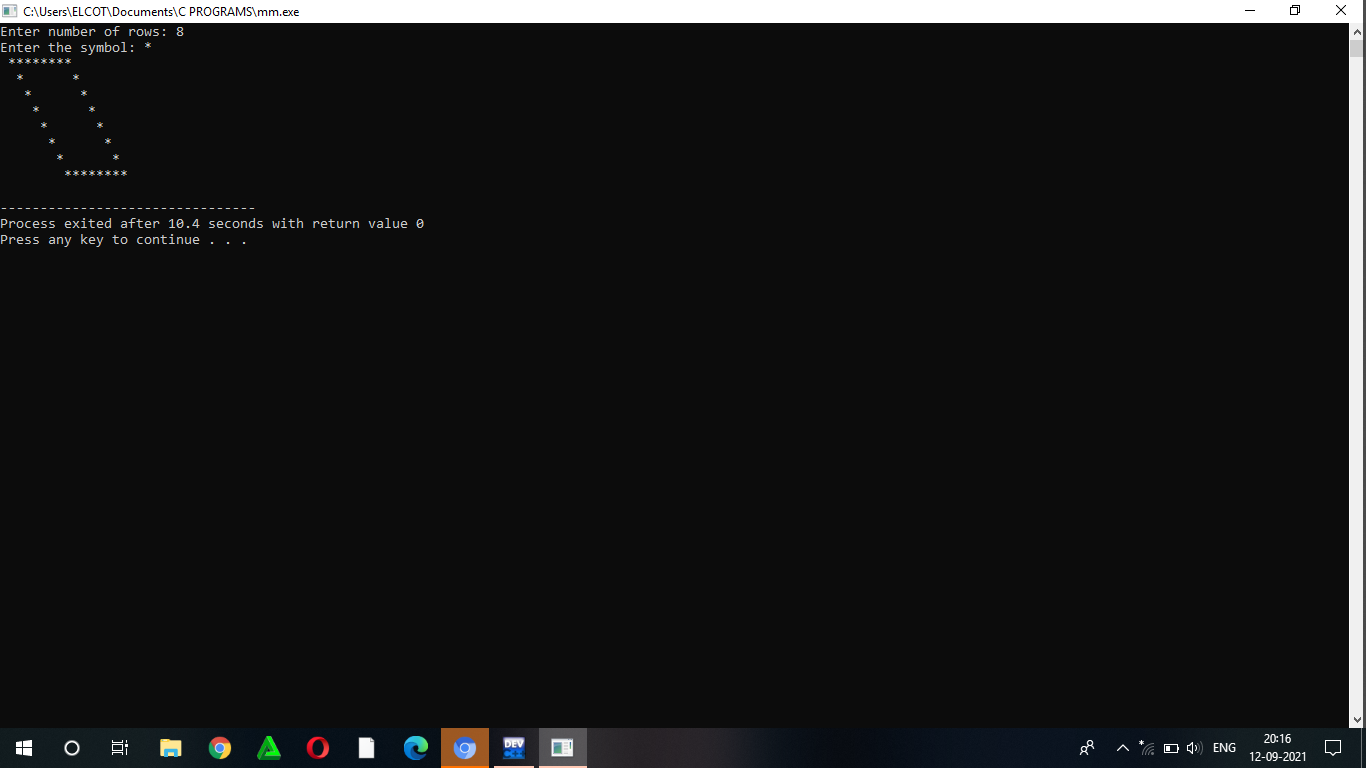 C:\Users\ELCOT\Documents\C PROGRAMS\mm.exe
Enter number of rows: 8
Enter the symbol: *
 ********
  *      *
   *      *
    *      *
     *      *
      *      *
       *      *
        ********
--------------------------------
Process exited after 10.4 seconds with return value 0
Press any key to continue . . .
DEV
C++
ENG
20:16
12-09-2021